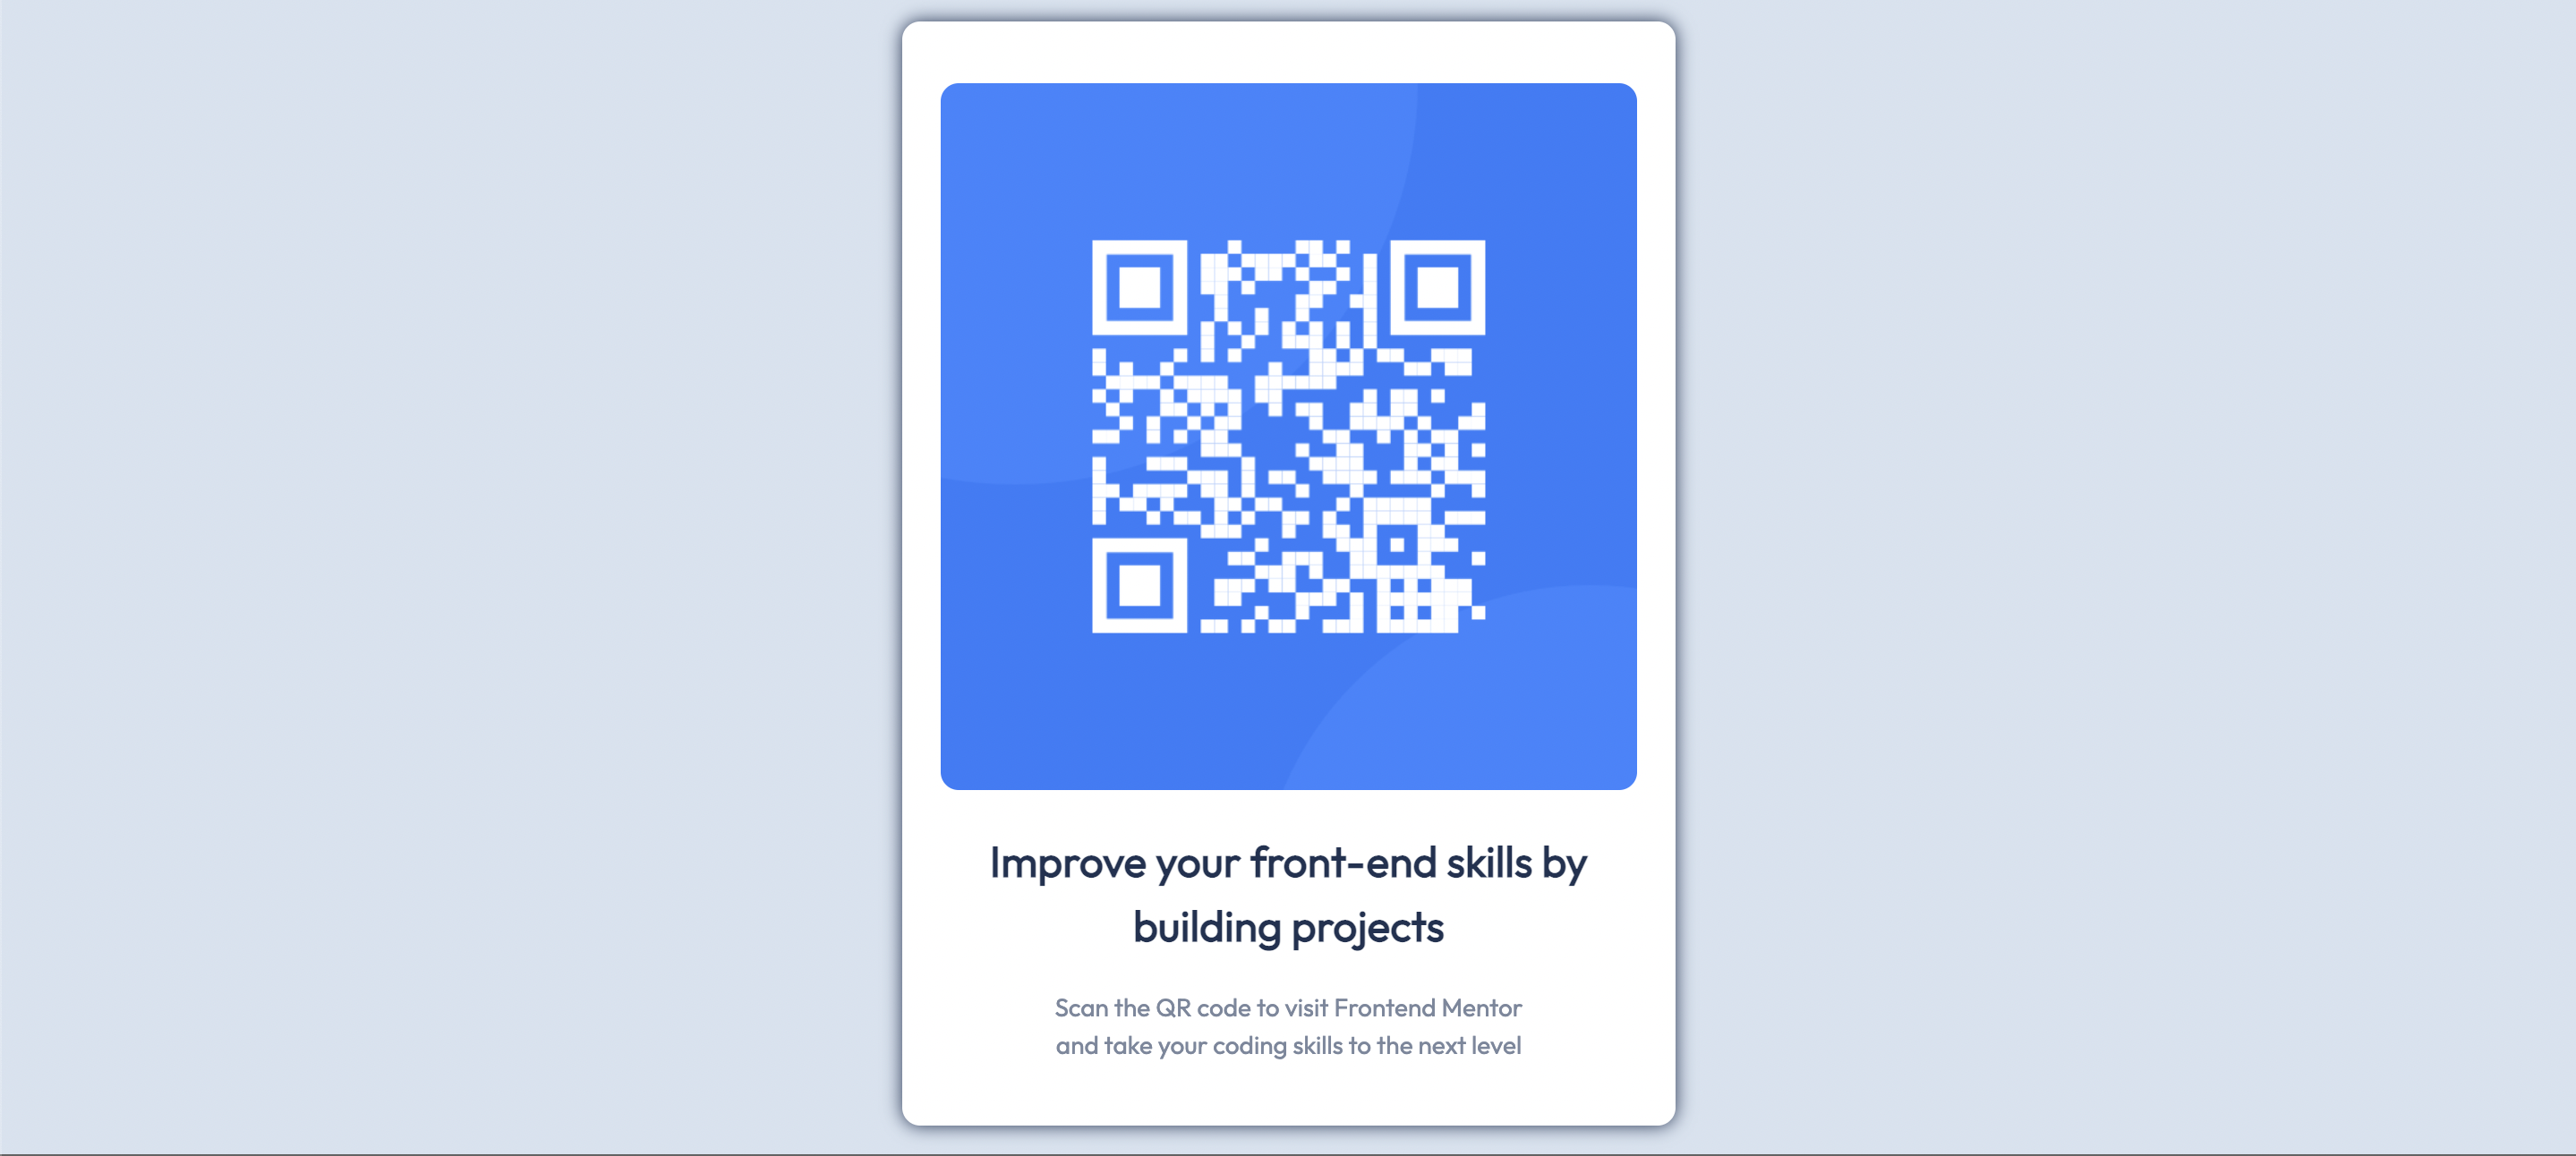 Improve your front-end skills by
building projects
Scan the QR code to visit Frontend Mentor
and take your coding skills to the next level